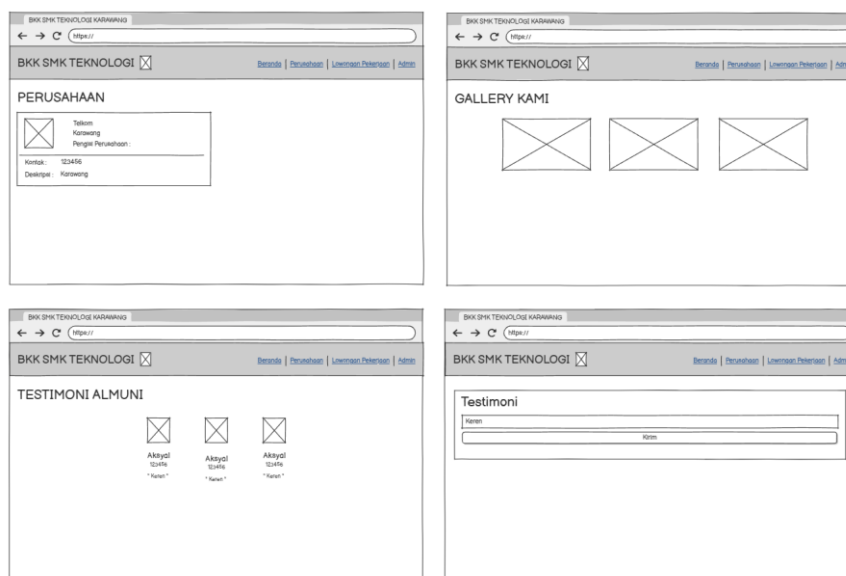 BKK SMK TEKNOLOGI KARAWANG
https://
BKK SMK TEKNOLOGI
Beranda | Perusahaan | Lowongan Pekerjaan | Admin
PERUSAHAAN
Telkom
Karawang
Pengisi Perusahaan :
Kontak : 123456
Deskripsi : Karawang
BKK SMK TEKNOLOGI KARAWANG
https://
BKK SMK TEKNOLOGI
Beranda | Perusahaan | Lowongan Pekerjaan |
GALLERY KAMI
BKK SMK TEKNOLOGI KARAWANG
https://
BKK SMK TEKNOLOGI
Beranda | Perusahaan | Lowongan Pekerjaan | Admin
TESTIMONI ALMUNI
Aksyal Aksyal Aksyal
123456 123456 123456
" Keren " " Keren " " Keren "
BKK SMK TEKNOLOGI KARAWANG
https://
BKK SMK TEKNOLOGI
Beranda | Perusahaan | Lowongan Pekerjaan |
Testimoni
Keren
Kirim